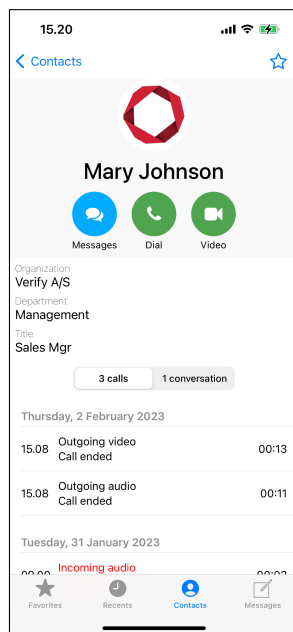 15.20
Contacts
Mary Johnson
Messages Dial Video
Organization
Verify A/S
Department
Management
Title
Sales Mgr
3 calls 1 conversation
Thursday, 2 February 2023
Outgoing video
15.08 00:13
Call ended
Outgoing audio
15.08 00:11
Call ended
Tuesday, 31 January 2023
Incoming audio
Favorites Recents Contacts Messages